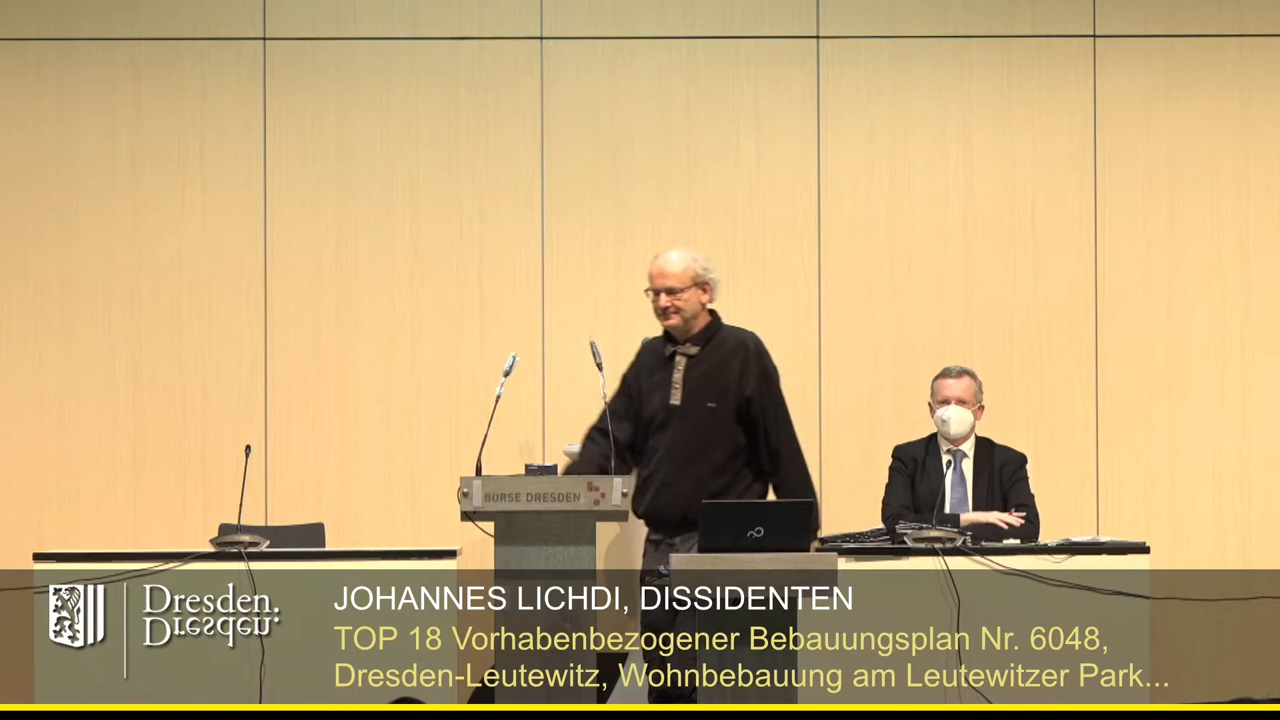 BÖRSE DRESDEN
Dresden.
Dresden.
JOHANNES LICHDI, DISSIDENTEN
TOP 18 Vorhabenbezogener Bebauungsplan Nr. 6048,
Dresden-Leutewitz, Wohnbebauung am Leutewitzer Park...